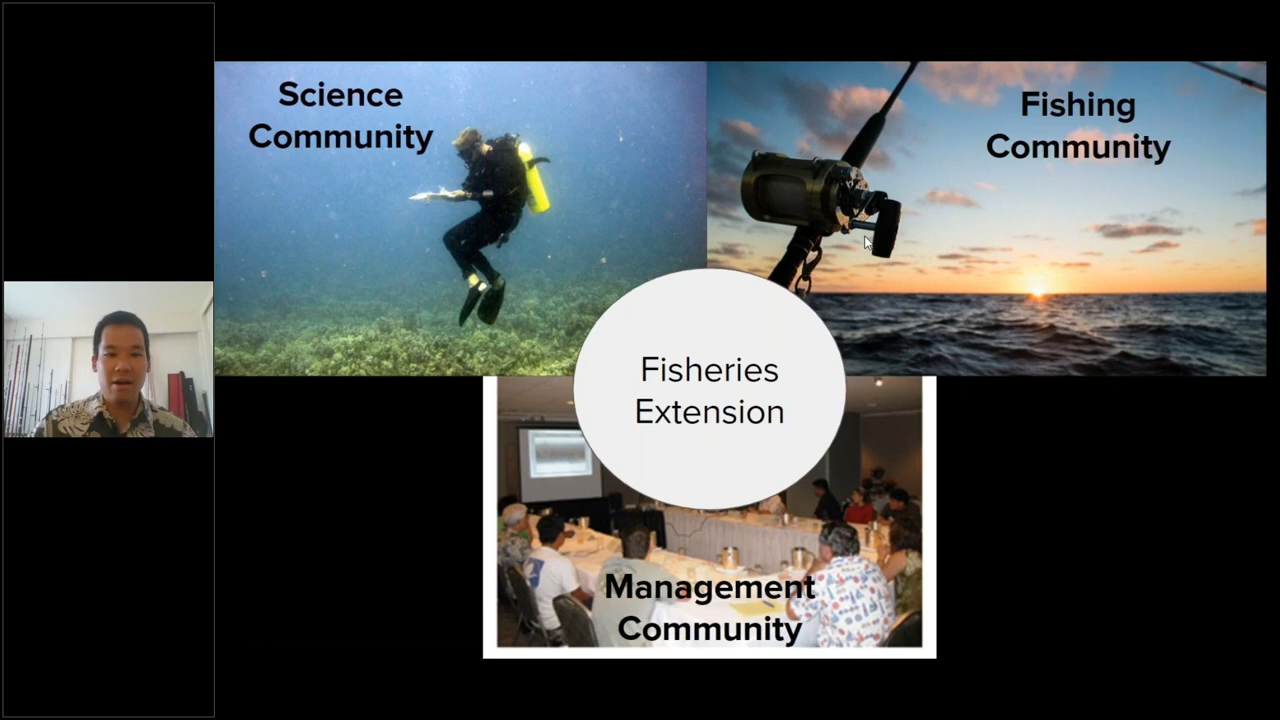 Science
Community
Fishing
Community
Fisheries
Extension
Management
Community